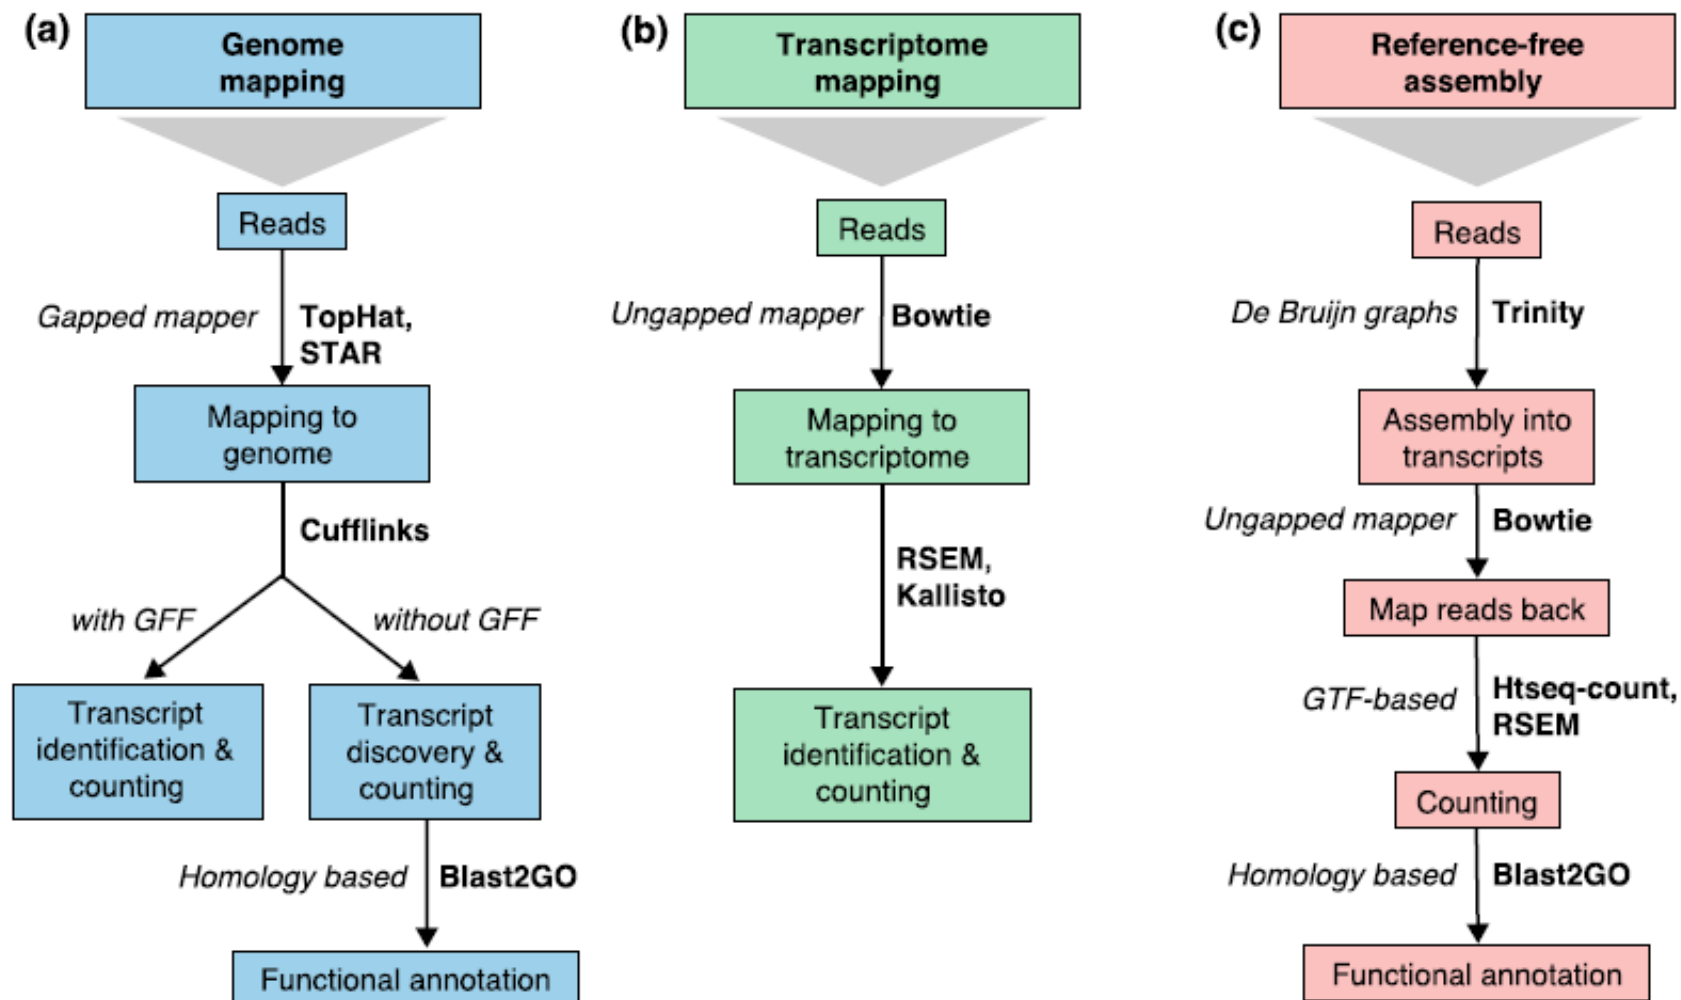 (a)
Genome
mapping
Reads
Gapped mapper
TopHat,
STAR
Mapping to
genome
Cufflinks
with GFF
without GFF
Transcript
identification &
counting
Transcript
discovery &
counting
Homology based
Blast2GO
Functional annotation
(b)
Transcriptome
mapping
Reads
Ungapped mapper
Bowtie
Mapping to
transcriptome
RSEM,
Kallisto
Transcript
identification &
counting
(c)
Reference-free
assembly
Reads
De Bruijn graphs
Trinity
Assembly into
transcripts
Ungapped mapper
Bowtie
Map reads back
GTF-based
Htseq-count,
RSEM
Counting
Homology based
Blast2GO
Functional annotation